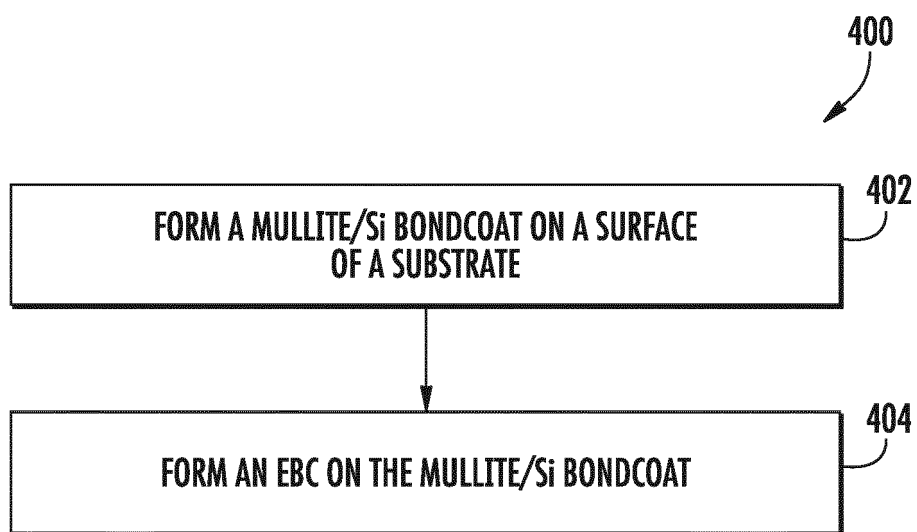 400
402
FORM A MULLITE/Si BONDCOAT ON A SURFACE
OF A SUBSTRATE
404
FORM AN EBC ON THE MULLITE/Si BONDCOAT